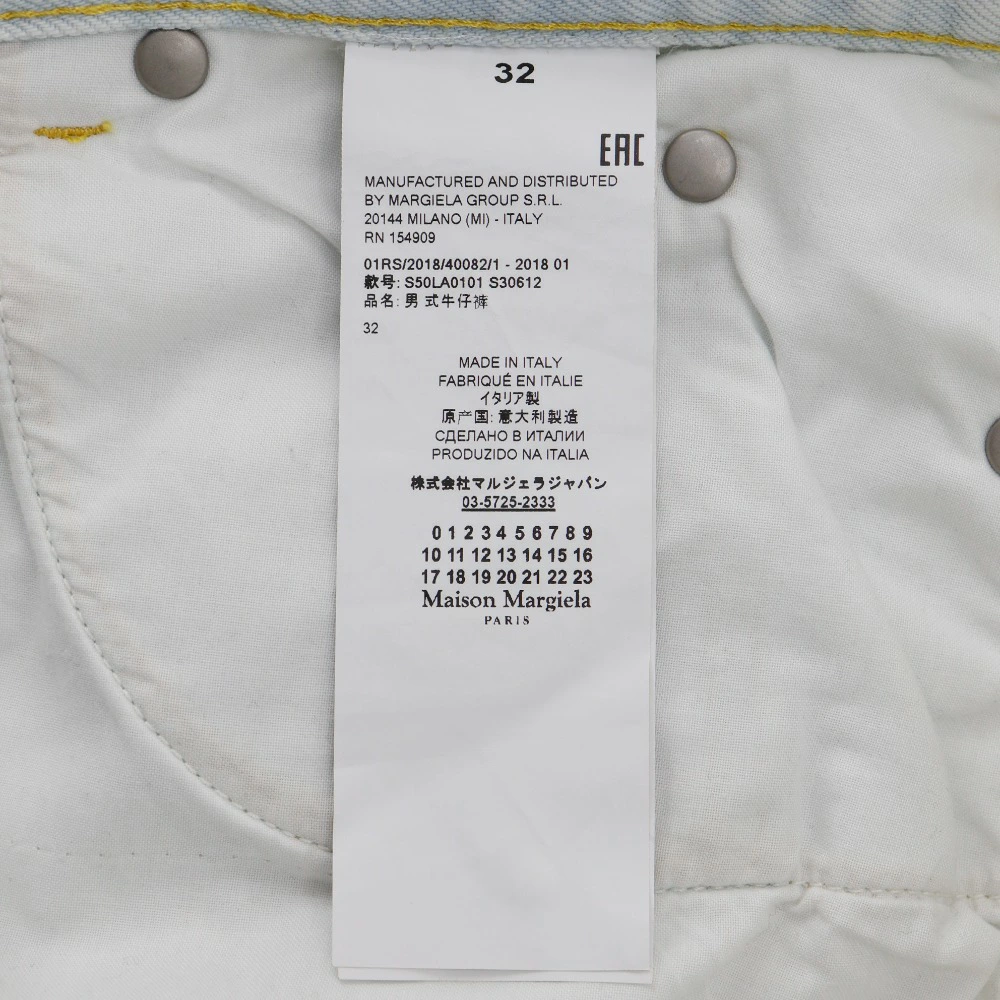 32
EAC
MANUFACTURED AND DISTRIBUTED
BY MARGIELA GROUP S.R.L.
20144 MILANO (MI) - ITALY
RN 154909
01RS/2018/40082/1 - 2018 01
款号: S50LA0101 S30612
品名: 男 式牛仔裤
32
MADE IN ITALY
FABRIQUÉ EN ITALIE
イタリア製
原产国: 意大利製造
СДЕЛАНО В ИТАЛИИ
PRODUZIDO NA ITALIA
株式会社マルジェラジャパン
03-5725-2333
0 1 2 3 4 5 6 7 8 9
10 11 12 13 14 15 16
17 18 19 20 21 22 23
Maison Margiela
PARIS